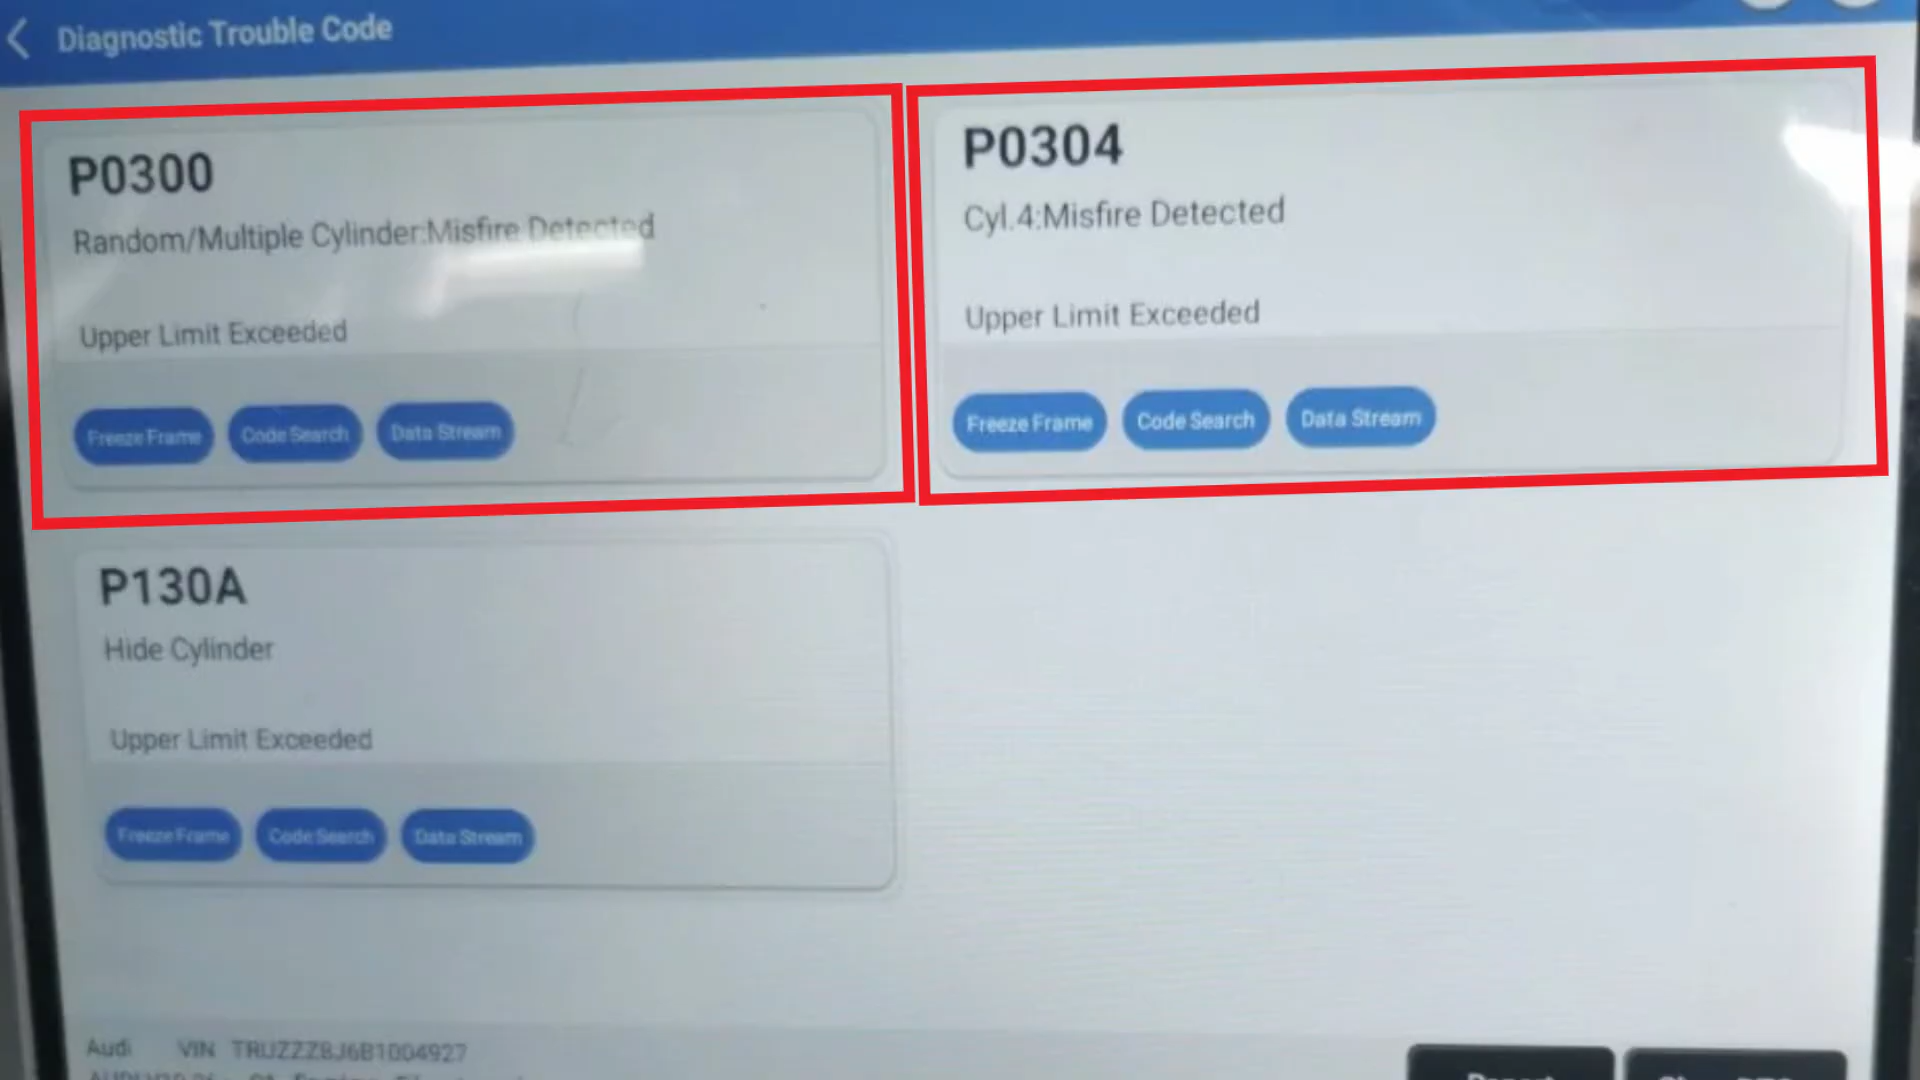 Diagnostic Trouble Code
P0300
Random/Multiple Cylinder:Misfire Detected
Upper Limit Exceeded
Freeze Frame Code Search Data Stream
P0304
Cyl.4:Misfire Detected
Upper Limit Exceeded
Freeze Frame Code Search Data Stream
P130A
Hide Cylinder
Upper Limit Exceeded
Freeze Frame Code Search Data Stream
Audi VIN TRUZZZ8J6B1004927